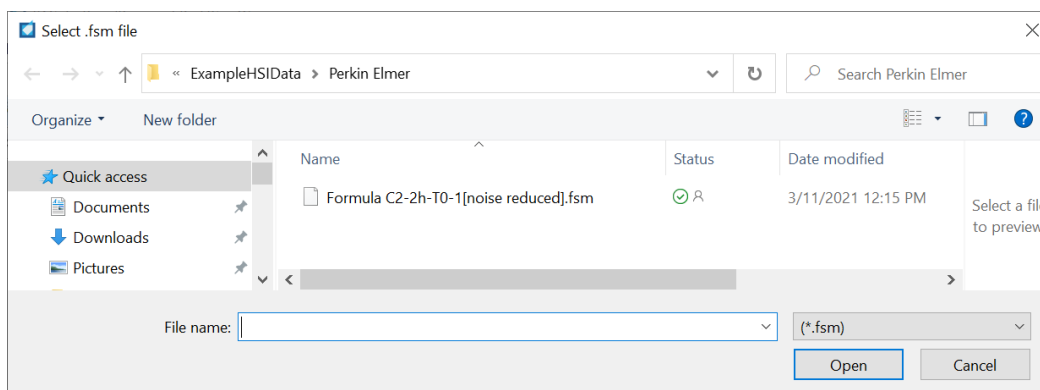 Select .fsm file
« ExampleHSIData > Perkin Elmer
Search Perkin Elmer
Organize
New folder
Name
Status
Date modified
Quick access
Documents
Downloads
Pictures
Formula C2-2h-T0-1[noise reduced].fsm
3/11/2021 12:15 PM
Select a fil
to preview
File name:
(*.fsm)
Open
Cancel